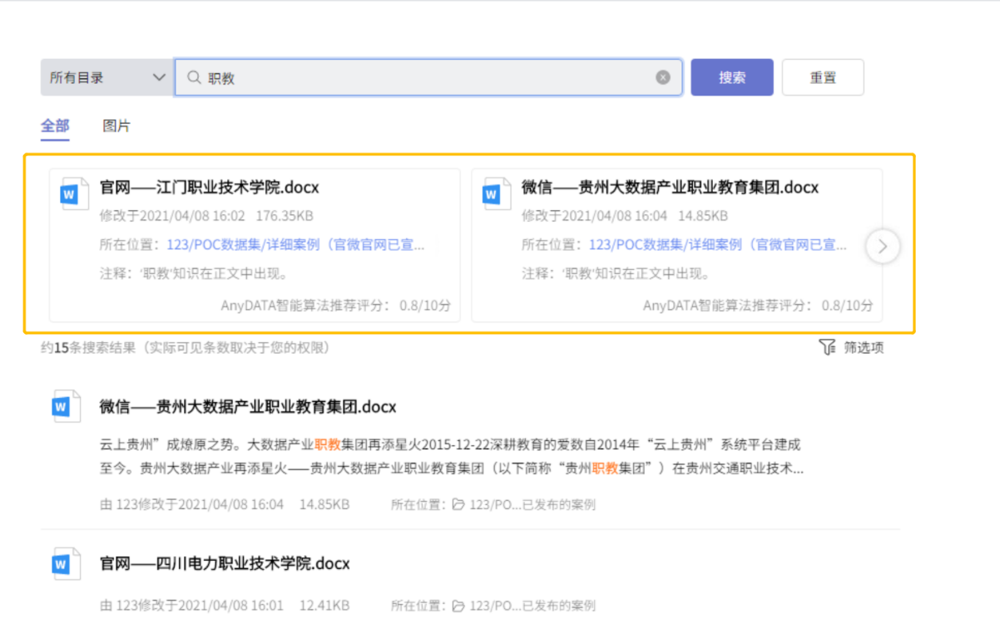 所有目录
职教
搜索
重置
全部
图片
官网——江门职业技术学院.docx
修改于2021/04/08 16:02 176.35KB
所在位置：123/POC数据集/详细案例（官微官网已宣...
注释：‘职教’知识在正文中出现。
AnyDATA智能算法推荐评分： 0.8/10分
微信——贵州大数据产业职业教育集团.docx
修改于2021/04/08 16:04 14.85KB
所在位置：123/POC数据集/详细案例（官微官网已宣...
注释：‘职教’知识在正文中出现。
AnyDATA智能算法推荐评分： 0.8/10分
约15条搜索结果（实际可见条数取决于您的权限）
筛选项
W 微信——贵州大数据产业职业教育集团.docx
云上贵州”成燎原之势。大数据产业职教集团再添星火2015-12-22深耕教育的爱数自2014年“云上贵州”系统平台建成
至今。贵州大数据产业再添星火——贵州大数据产业职业教育集团（以下简称“贵州职教集团”）在贵州交通职业技术...
由 123修改于2021/04/08 16:04 14.85KB 所在位置：123/PO...已发布的案例
W 官网——四川电力职业技术学院.docx
由 123修改于2021/04/08 16:01 12.41KB 所在位置：123/PO...已发布的案例